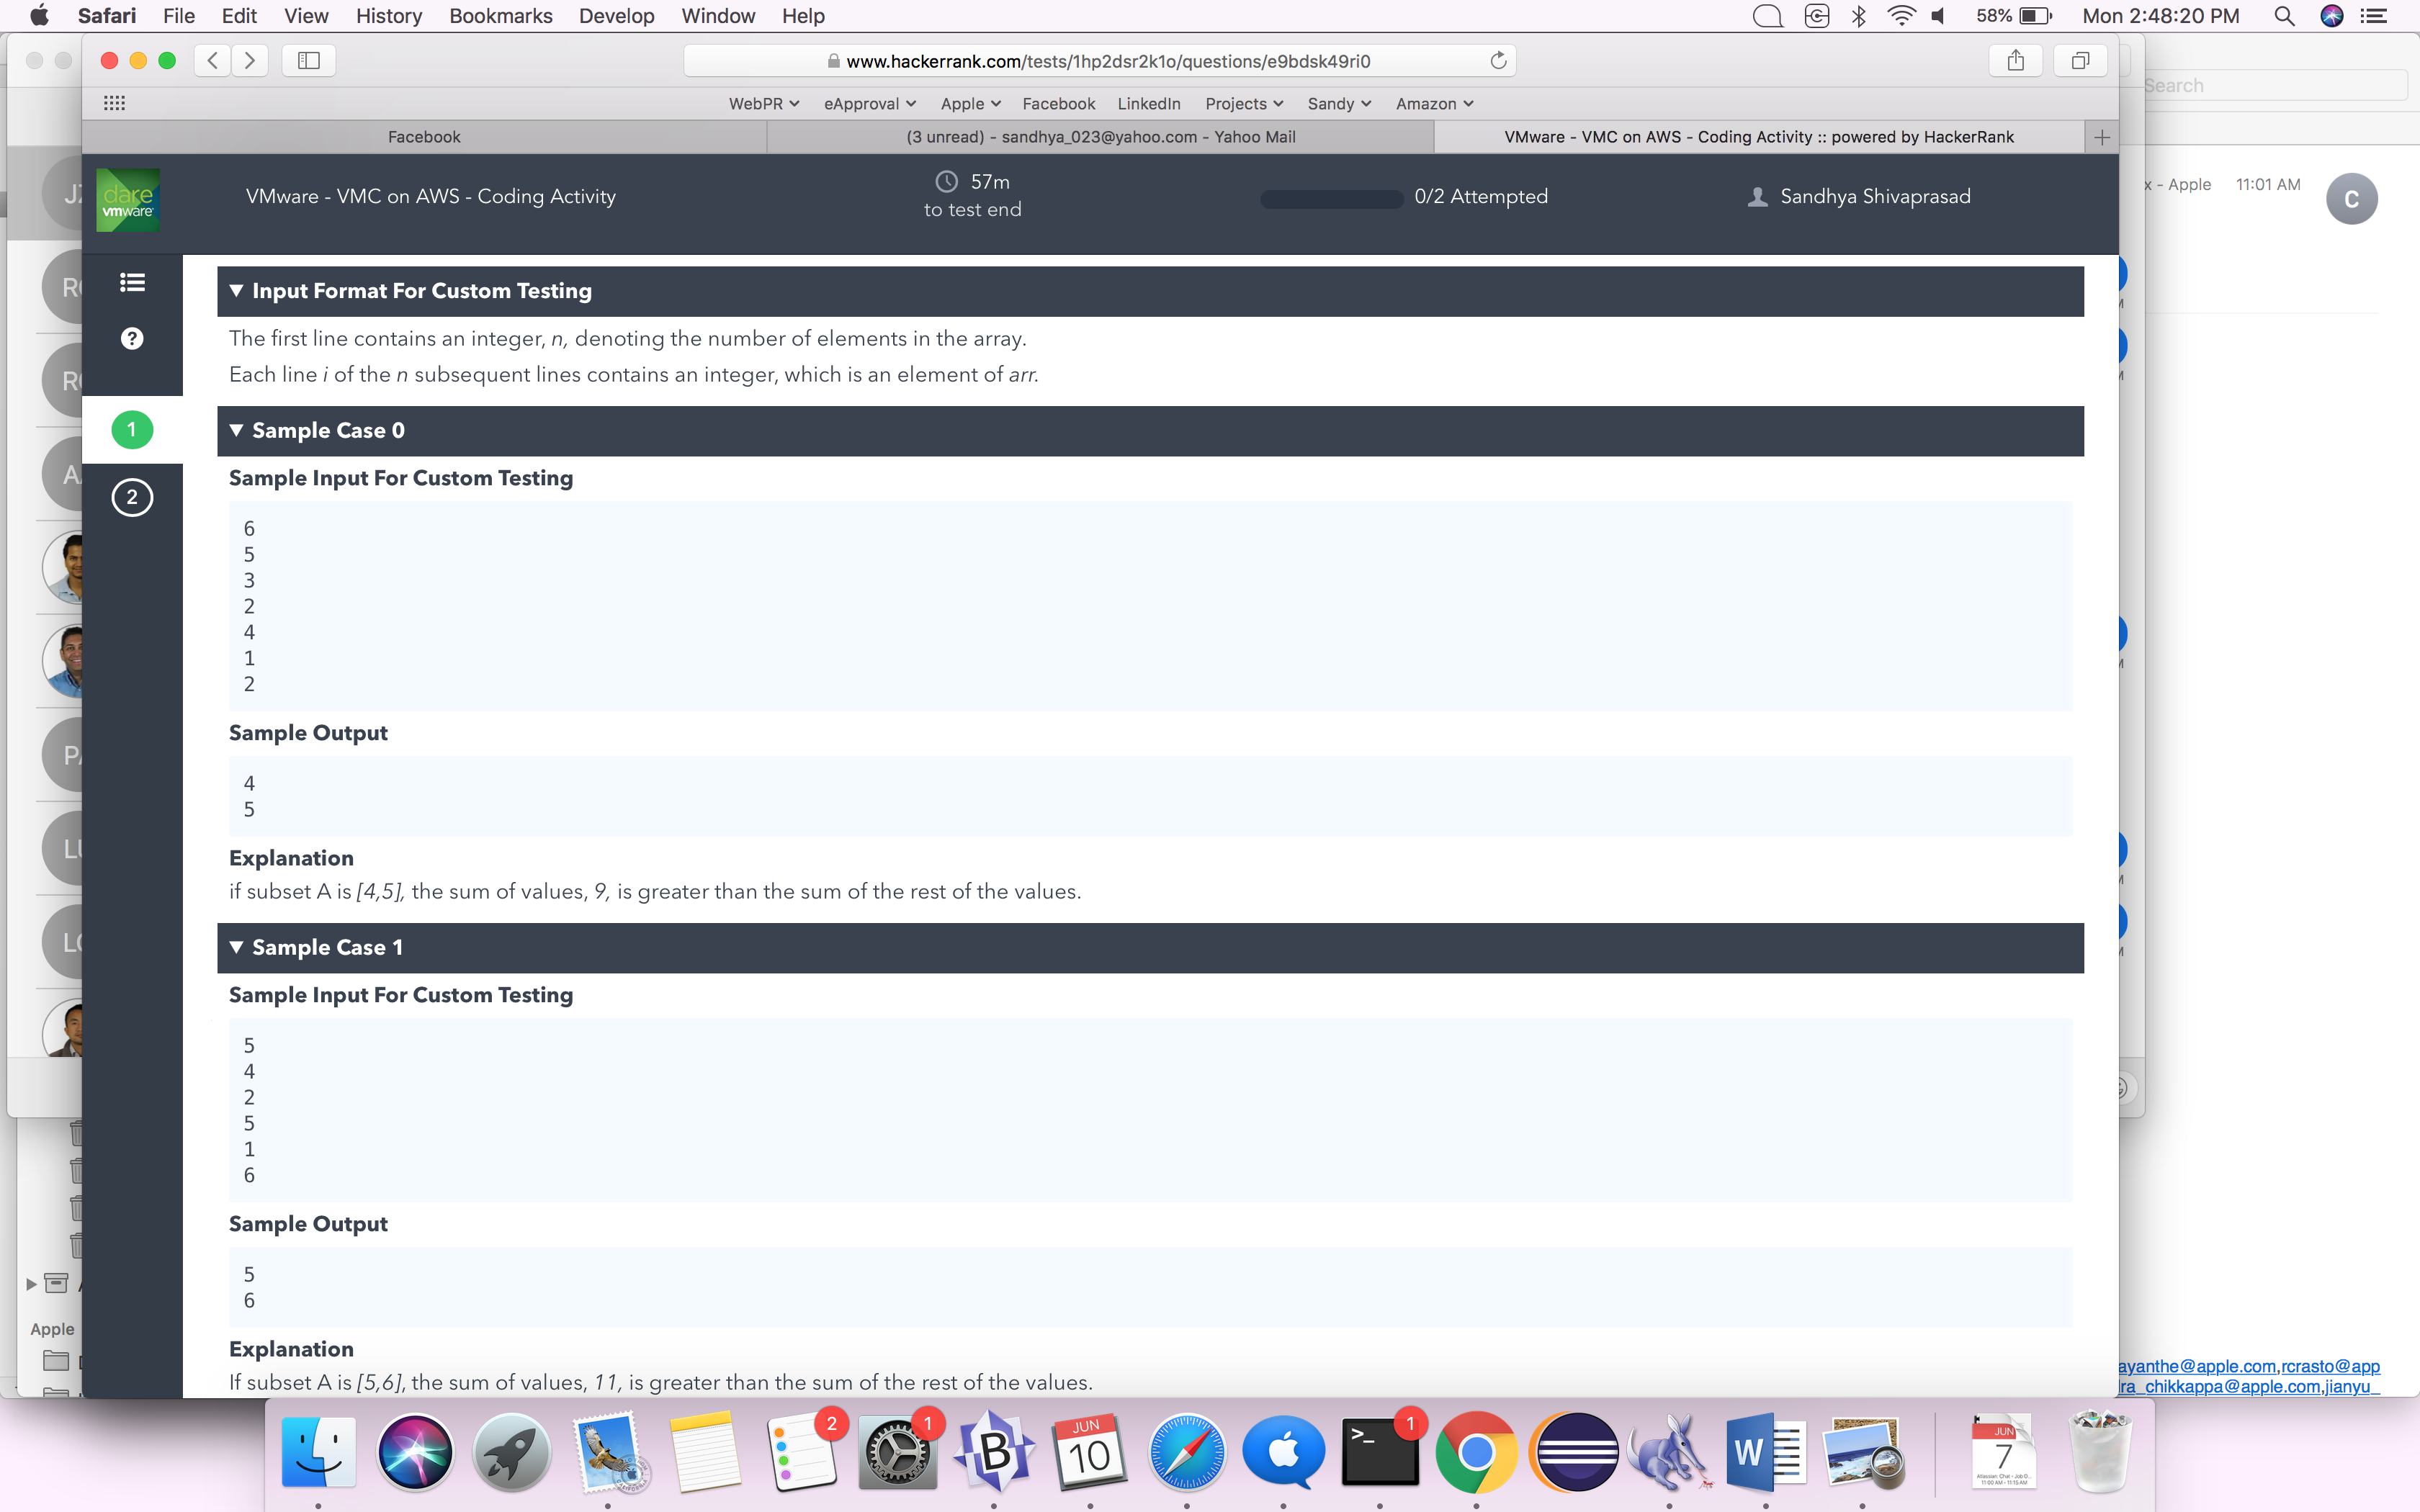 Safari File Edit View History Bookmarks Develop Window Help
58% Mon 2:48:20 PM
www.hackerrank.com/tests/1hp2dsr2k1o/questions/e9bdsk49ri0
Search
WebPR eApproval Apple Facebook LinkedIn Projects Sandy Amazon
Facebook
(3 unread) - sandhya_023@yahoo.com - Yahoo Mail
VMware - VMC on AWS - Coding Activity :: powered by HackerRank
dare
vmware
VMware - VMC on AWS - Coding Activity
57m
to test end
0/2 Attempted
Sandhya Shivaprasad
x - Apple 11:01 AM
C
?
1
2
Input Format For Custom Testing
The first line contains an integer, n, denoting the number of elements in the array.
Each line i of the n subsequent lines contains an integer, which is an element of arr.
Sample Case 0
Sample Input For Custom Testing
6
5
3
2
4
1
2
Sample Output
4
5
Explanation
if subset A is [4,5], the sum of values, 9, is greater than the sum of the rest of the values.
Sample Case 1
Sample Input For Custom Testing
5
4
2
5
1
6
Sample Output
5
6
Explanation
If subset A is [5,6], the sum of values, 11, is greater than the sum of the rest of the values.
Apple
ayanthe@apple.com,rcrasto@app
ra_chikkappa@apple.com,jianyu_
2
1
B
JUN
10
>_
1
W
JUN
7
11:00 AM - 11:15 AM